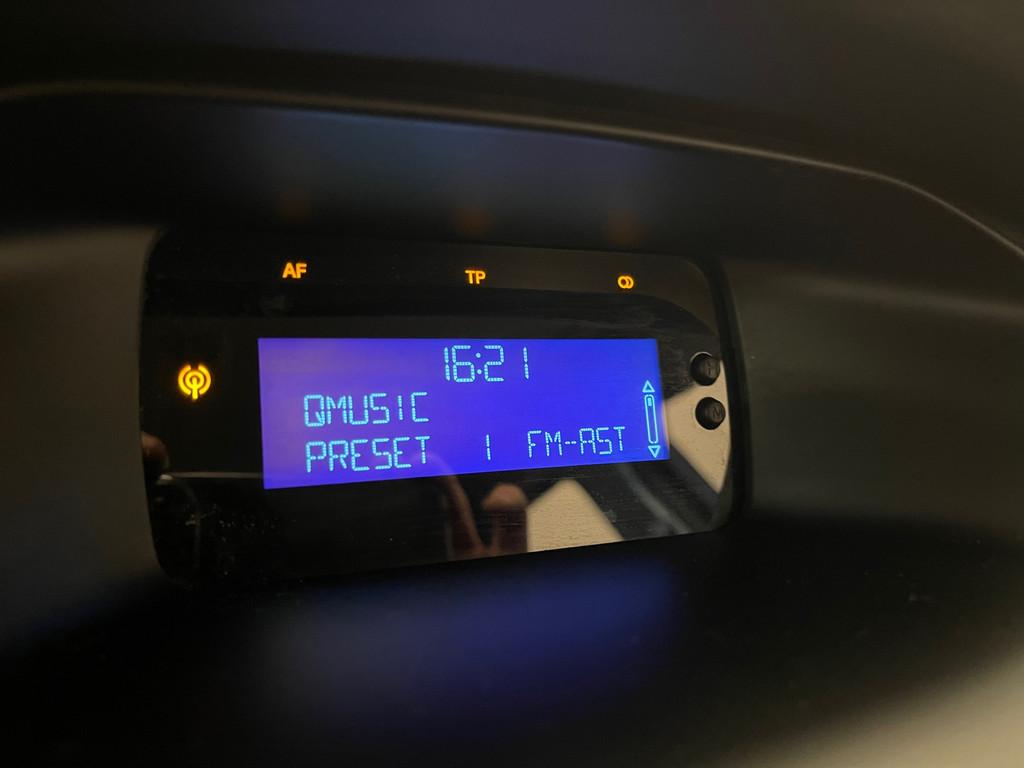 AF TP
16:21
QMUSIC
PRESET 1 FM--AST
H
M